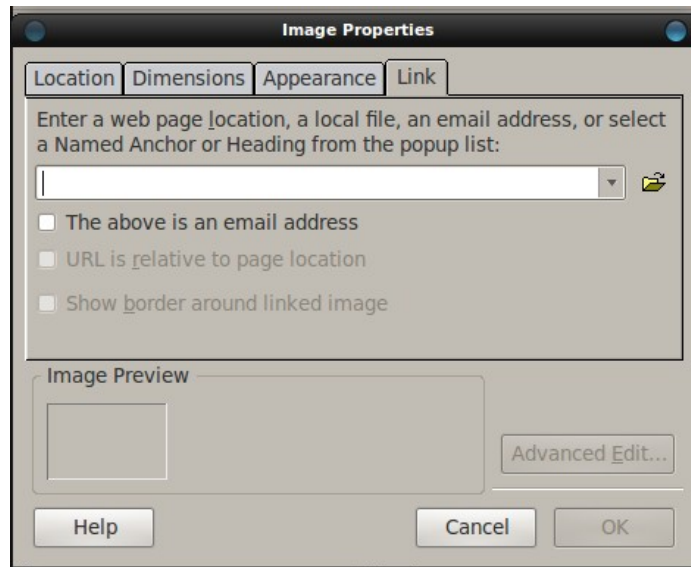 Image Properties
Location Dimensions Appearance Link
Enter a web page location, a local file, an email address, or select
a Named Anchor or Heading from the popup list:
The above is an email address
URL is relative to page location
Show border around linked image
Image Preview
Advanced Edit...
Help Cancel OK